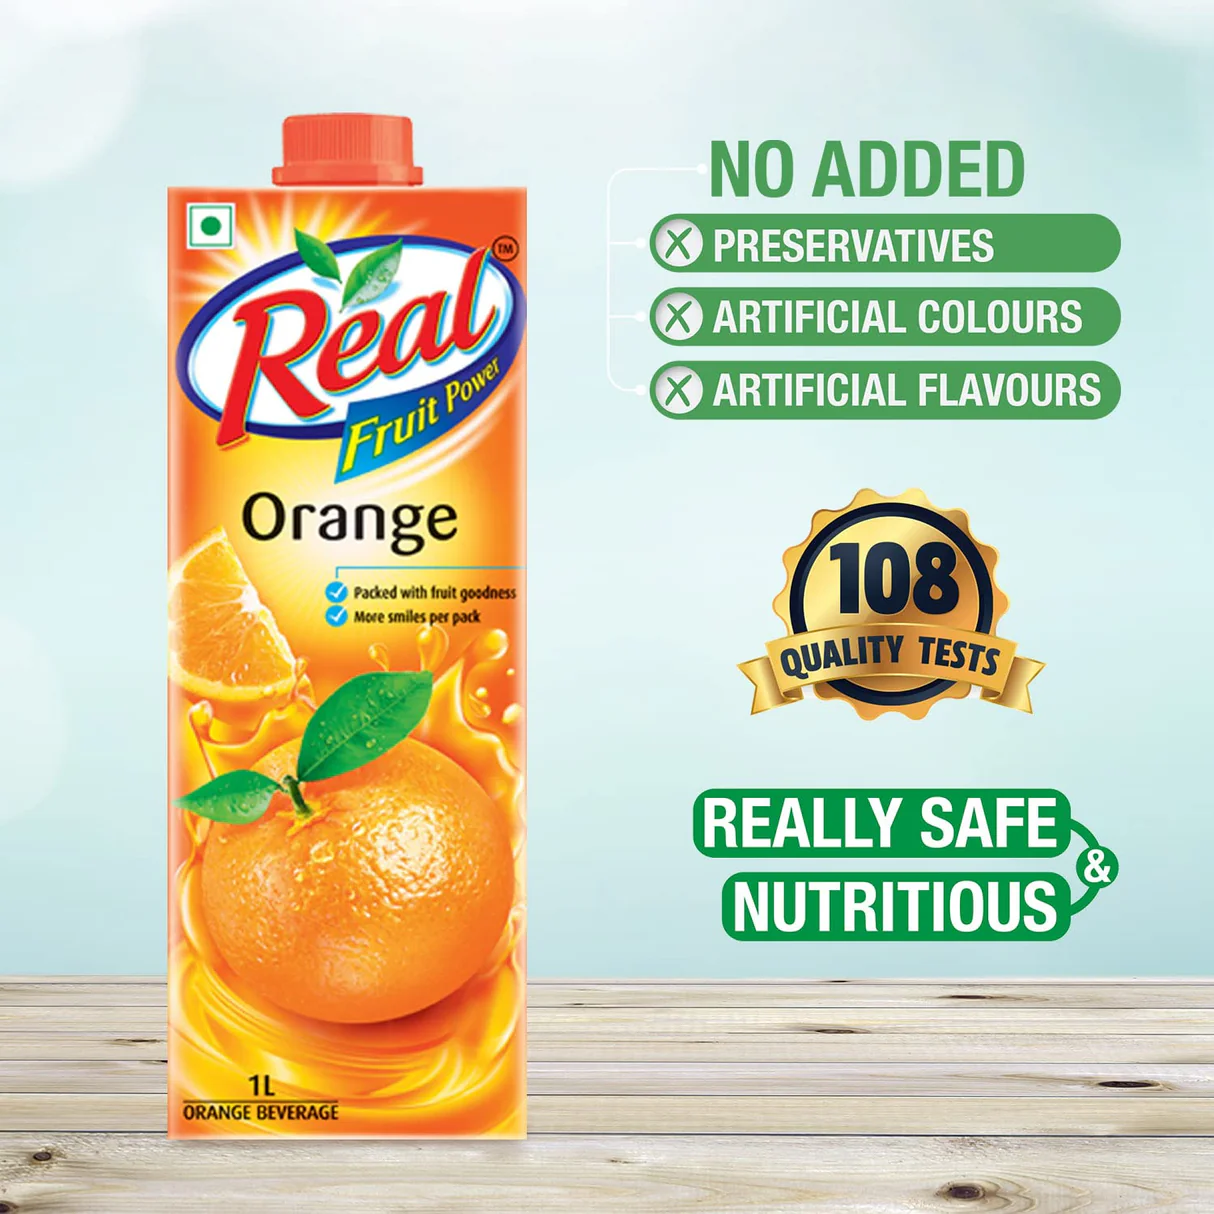 Real
TM
Fruit Power
Orange
Packed with fruit goodness
More smiles per pack
1L
ORANGE BEVERAGE
NO ADDED
PRESERVATIVES
ARTIFICIAL COLOURS
ARTIFICIAL FLAVOURS
108
QUALITY TESTS
REALLY SAFE
&
NUTRITIOUS